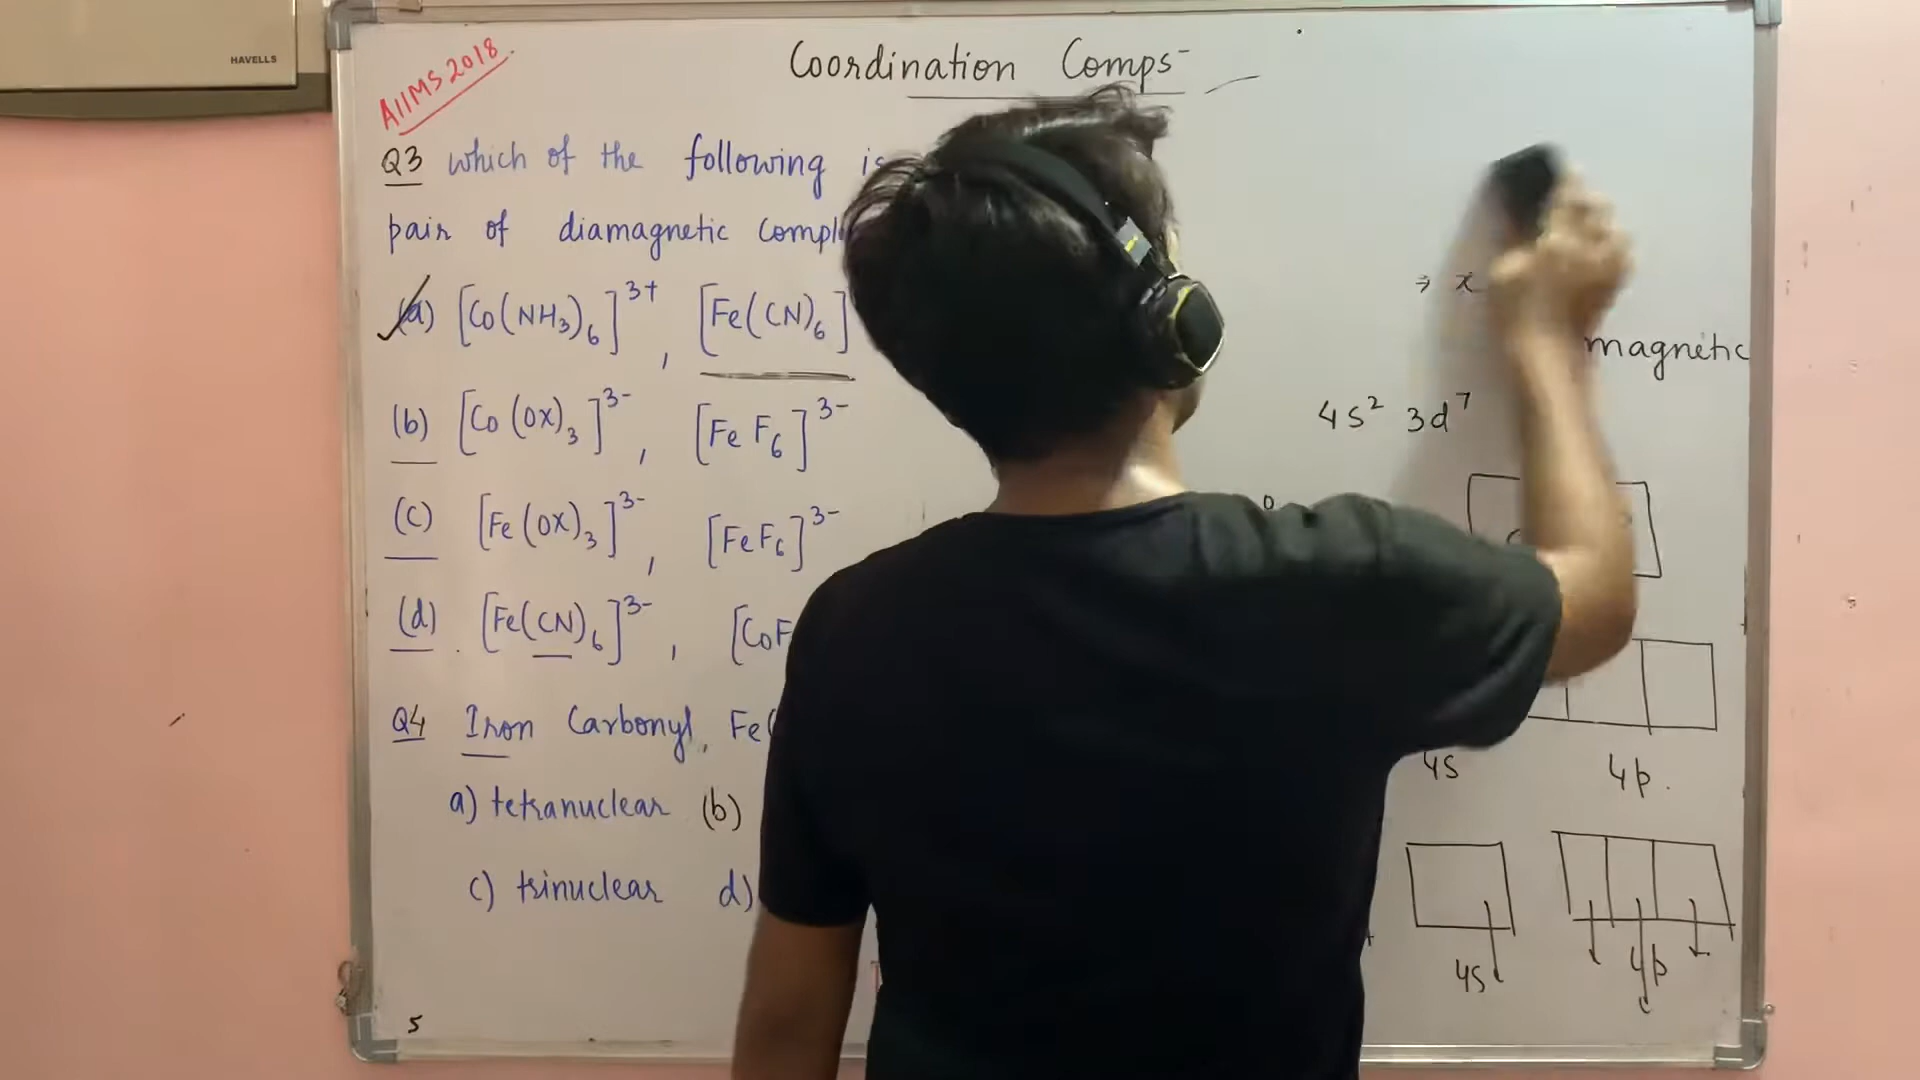 HAVELLS
AIIMS 2018
Coordination Comps
Q3 which of the following is
pair of diamagnetic
(a) [Co(NH3)6]3+ , [Fe(CN)6]
(b) [Co(ox)3]3- , [FeF6]3-
(c) [Fe(ox)3]3- , [FeF6]3-
(d) [Fe(CN)6]3- , [CoF
Q4 Iron Carbonyl, Fe(
a) tetranuclear (b)
c) trinuclear d)
5
⇒ x
magnetic
4s2 3d7
4s 4p
4s 4p